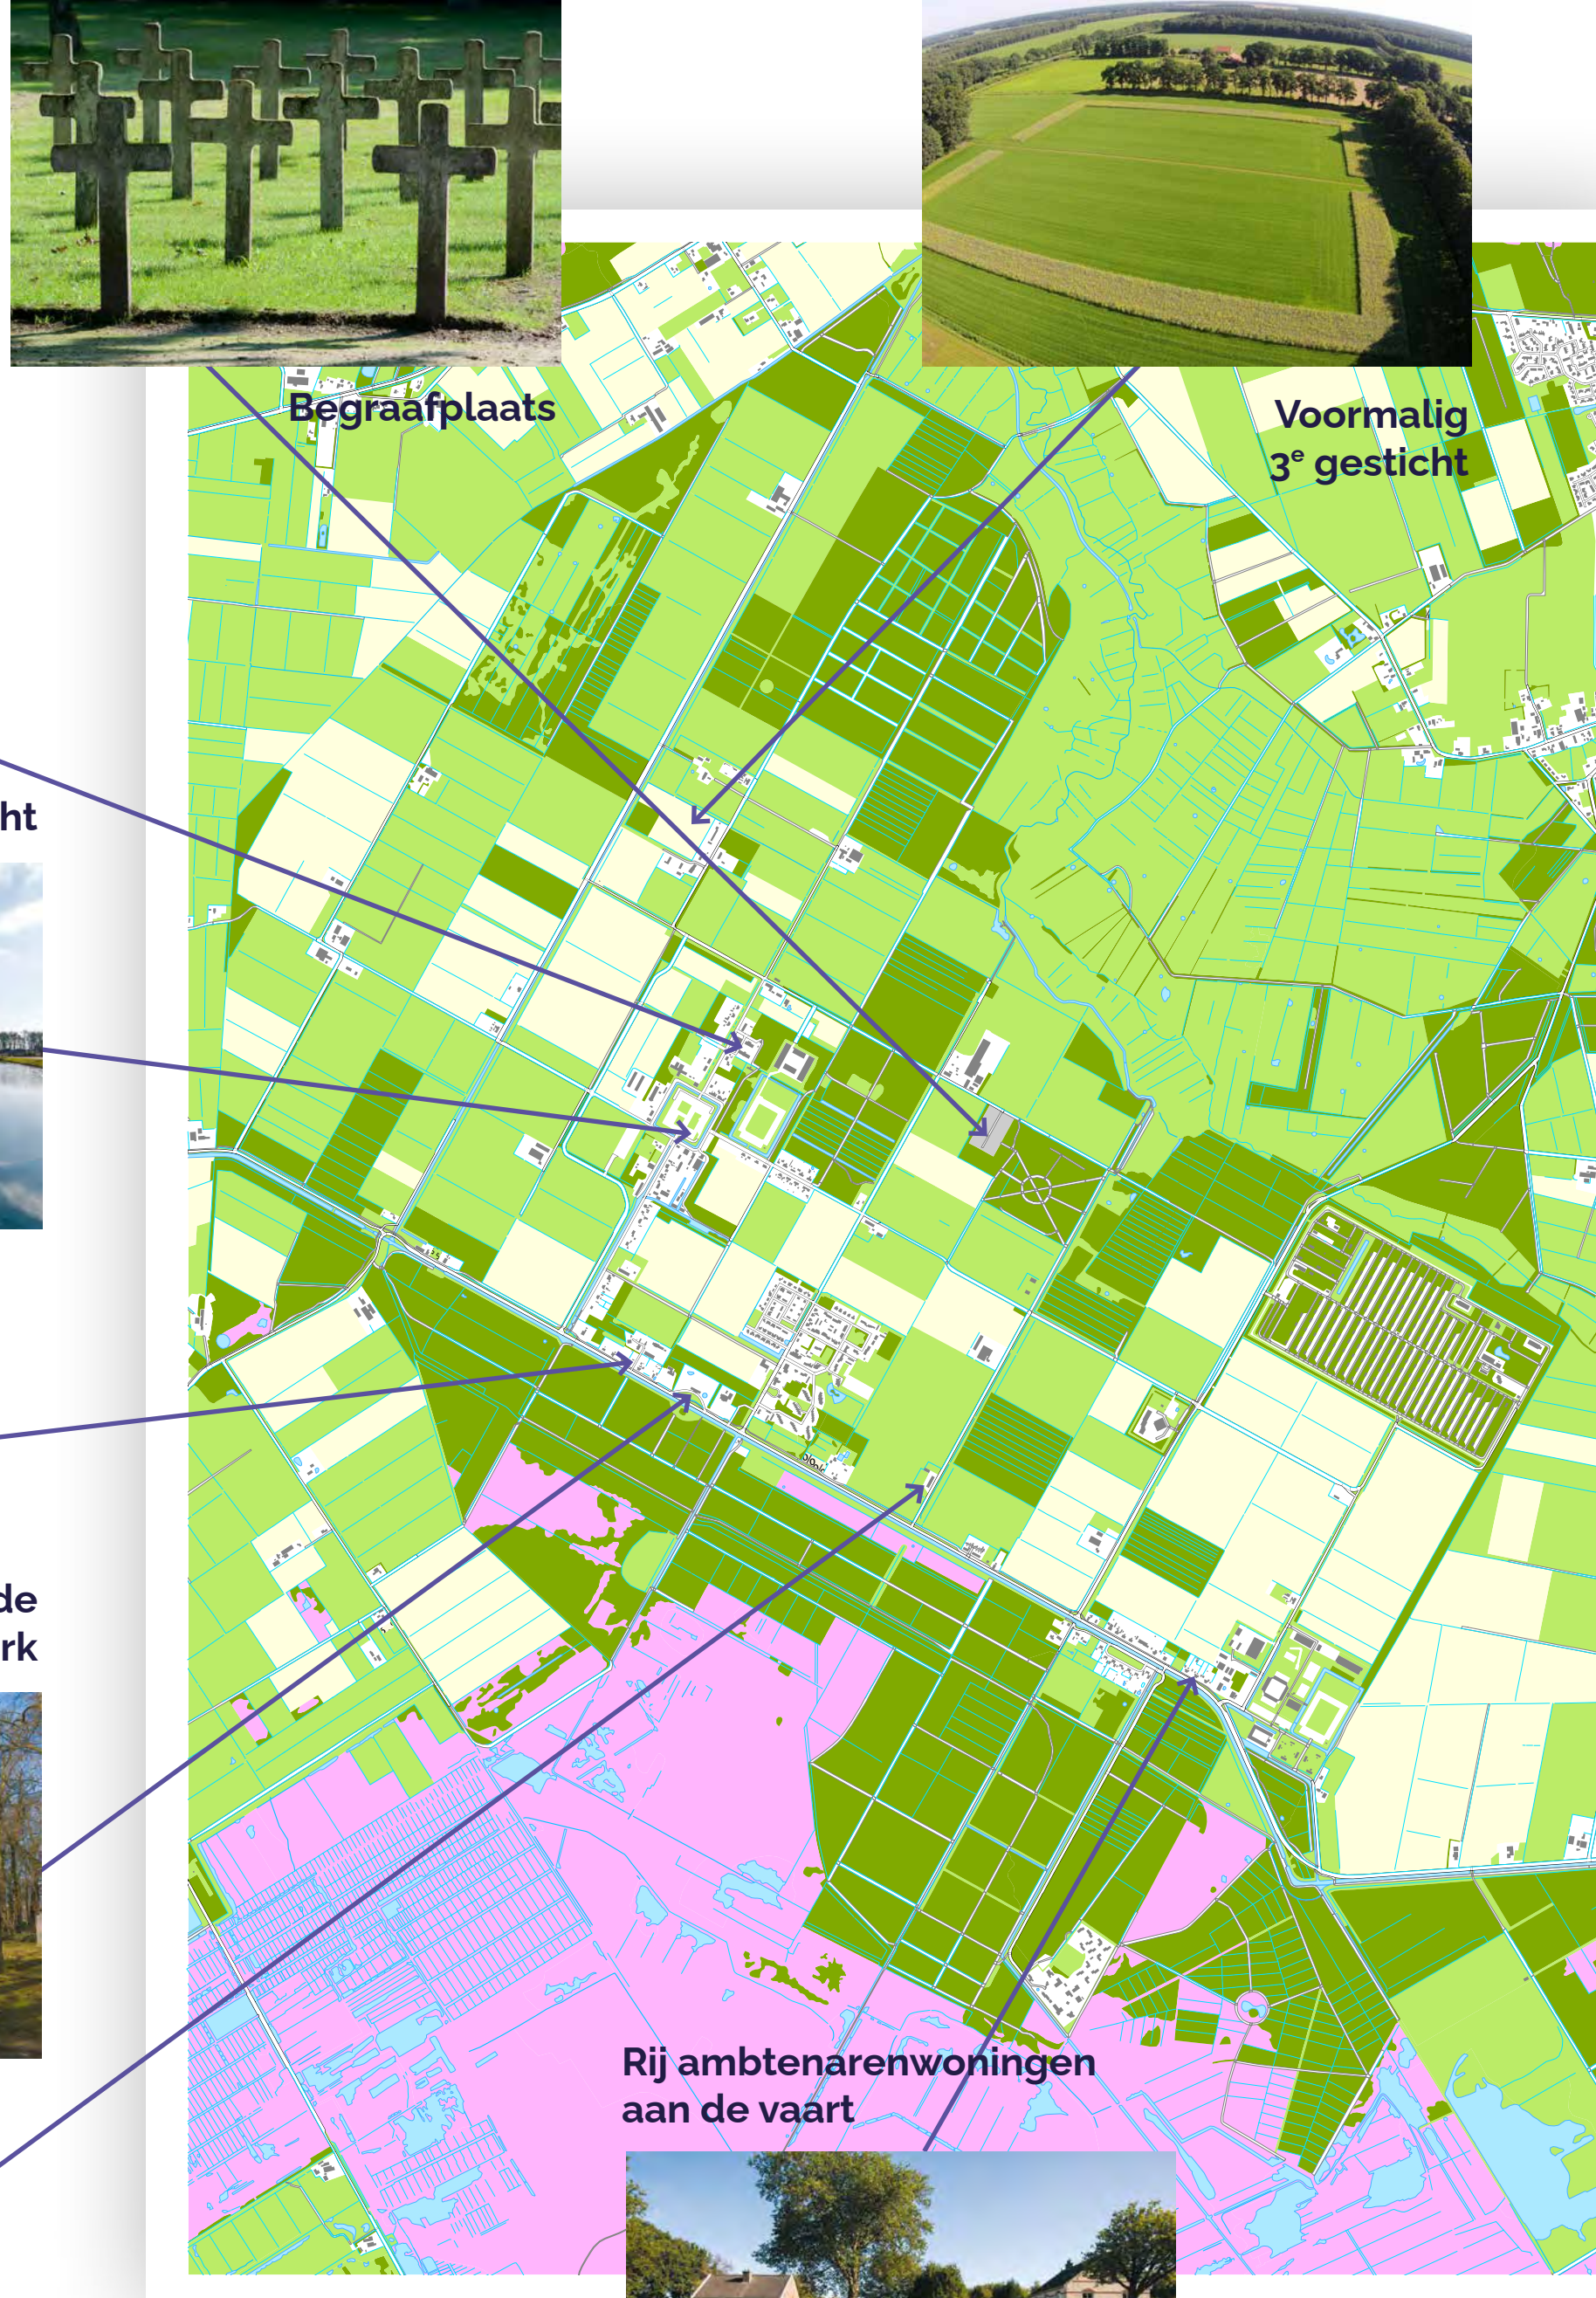 Begraafplaats
Voormalig
3e gesticht
ht
de
rk
Rij ambtenarenwoningen
aan de vaart